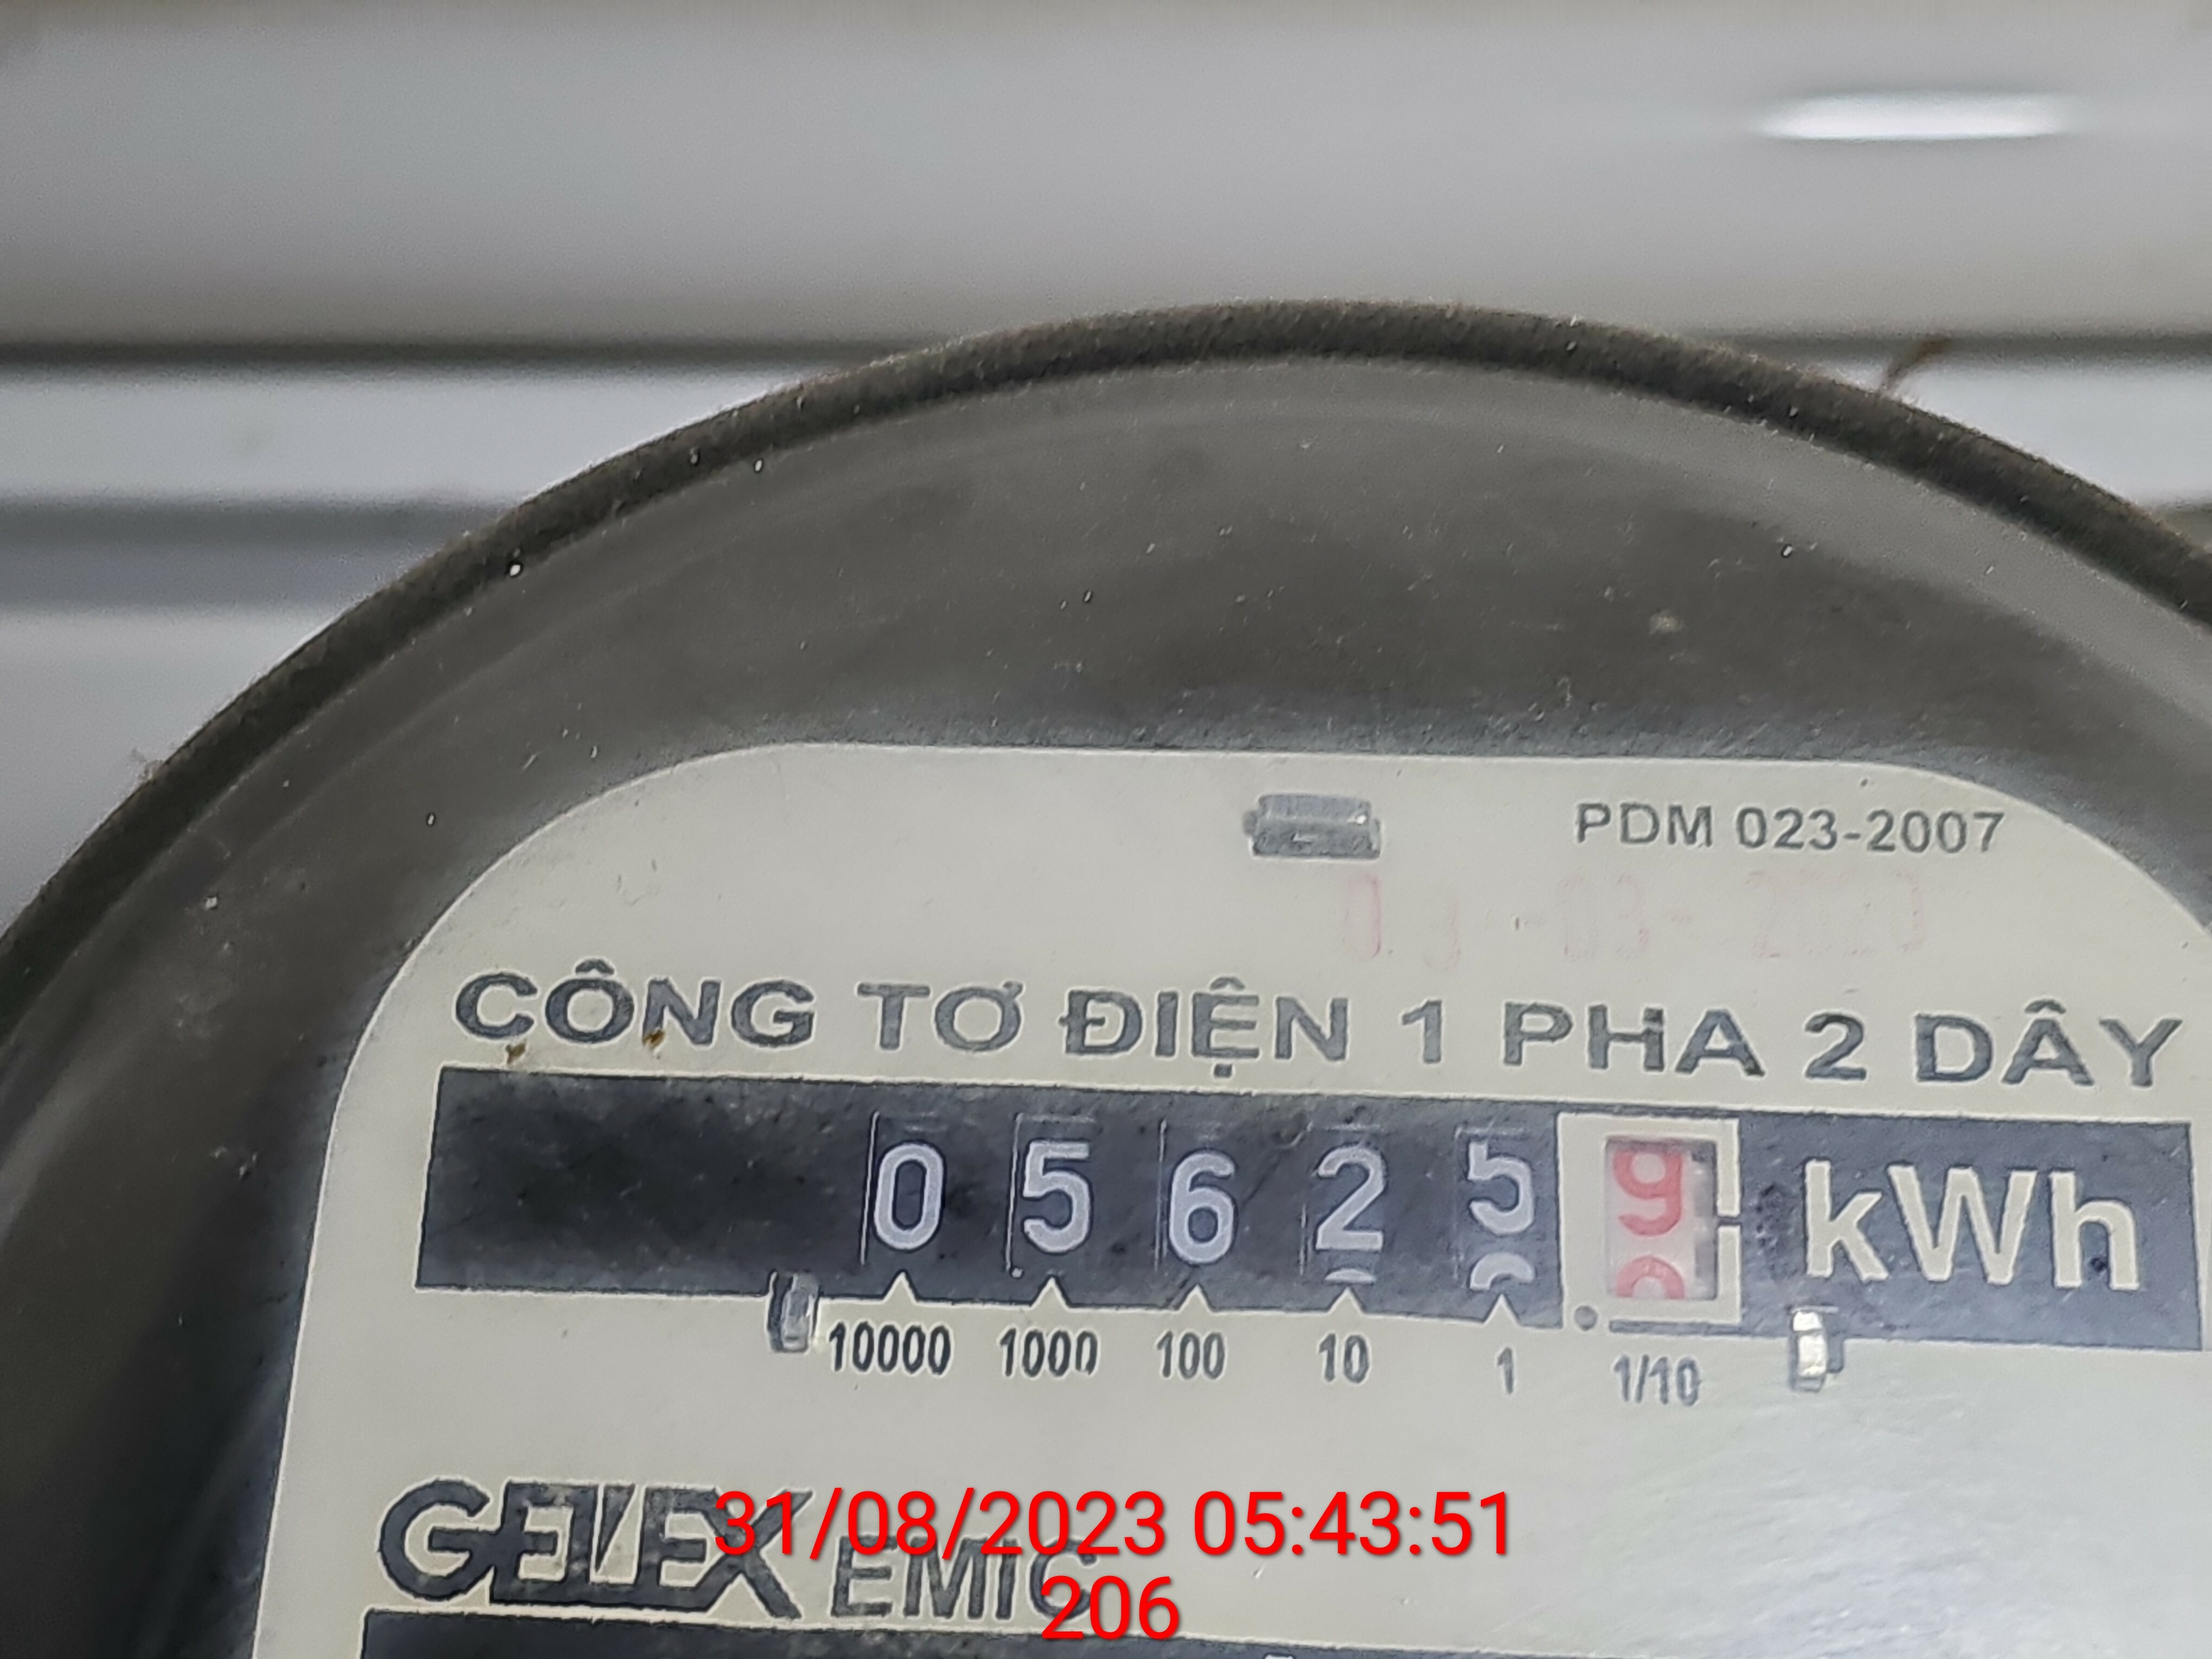 PDM 023-2007
CÔNG TƠ ĐIỆN 1 PHA 2 DÂY
0 5 6 2 5 9 kWh
10000 1000 100 10 1 1/10
GELEX EMIC
31/08/2023 05:43:51
206